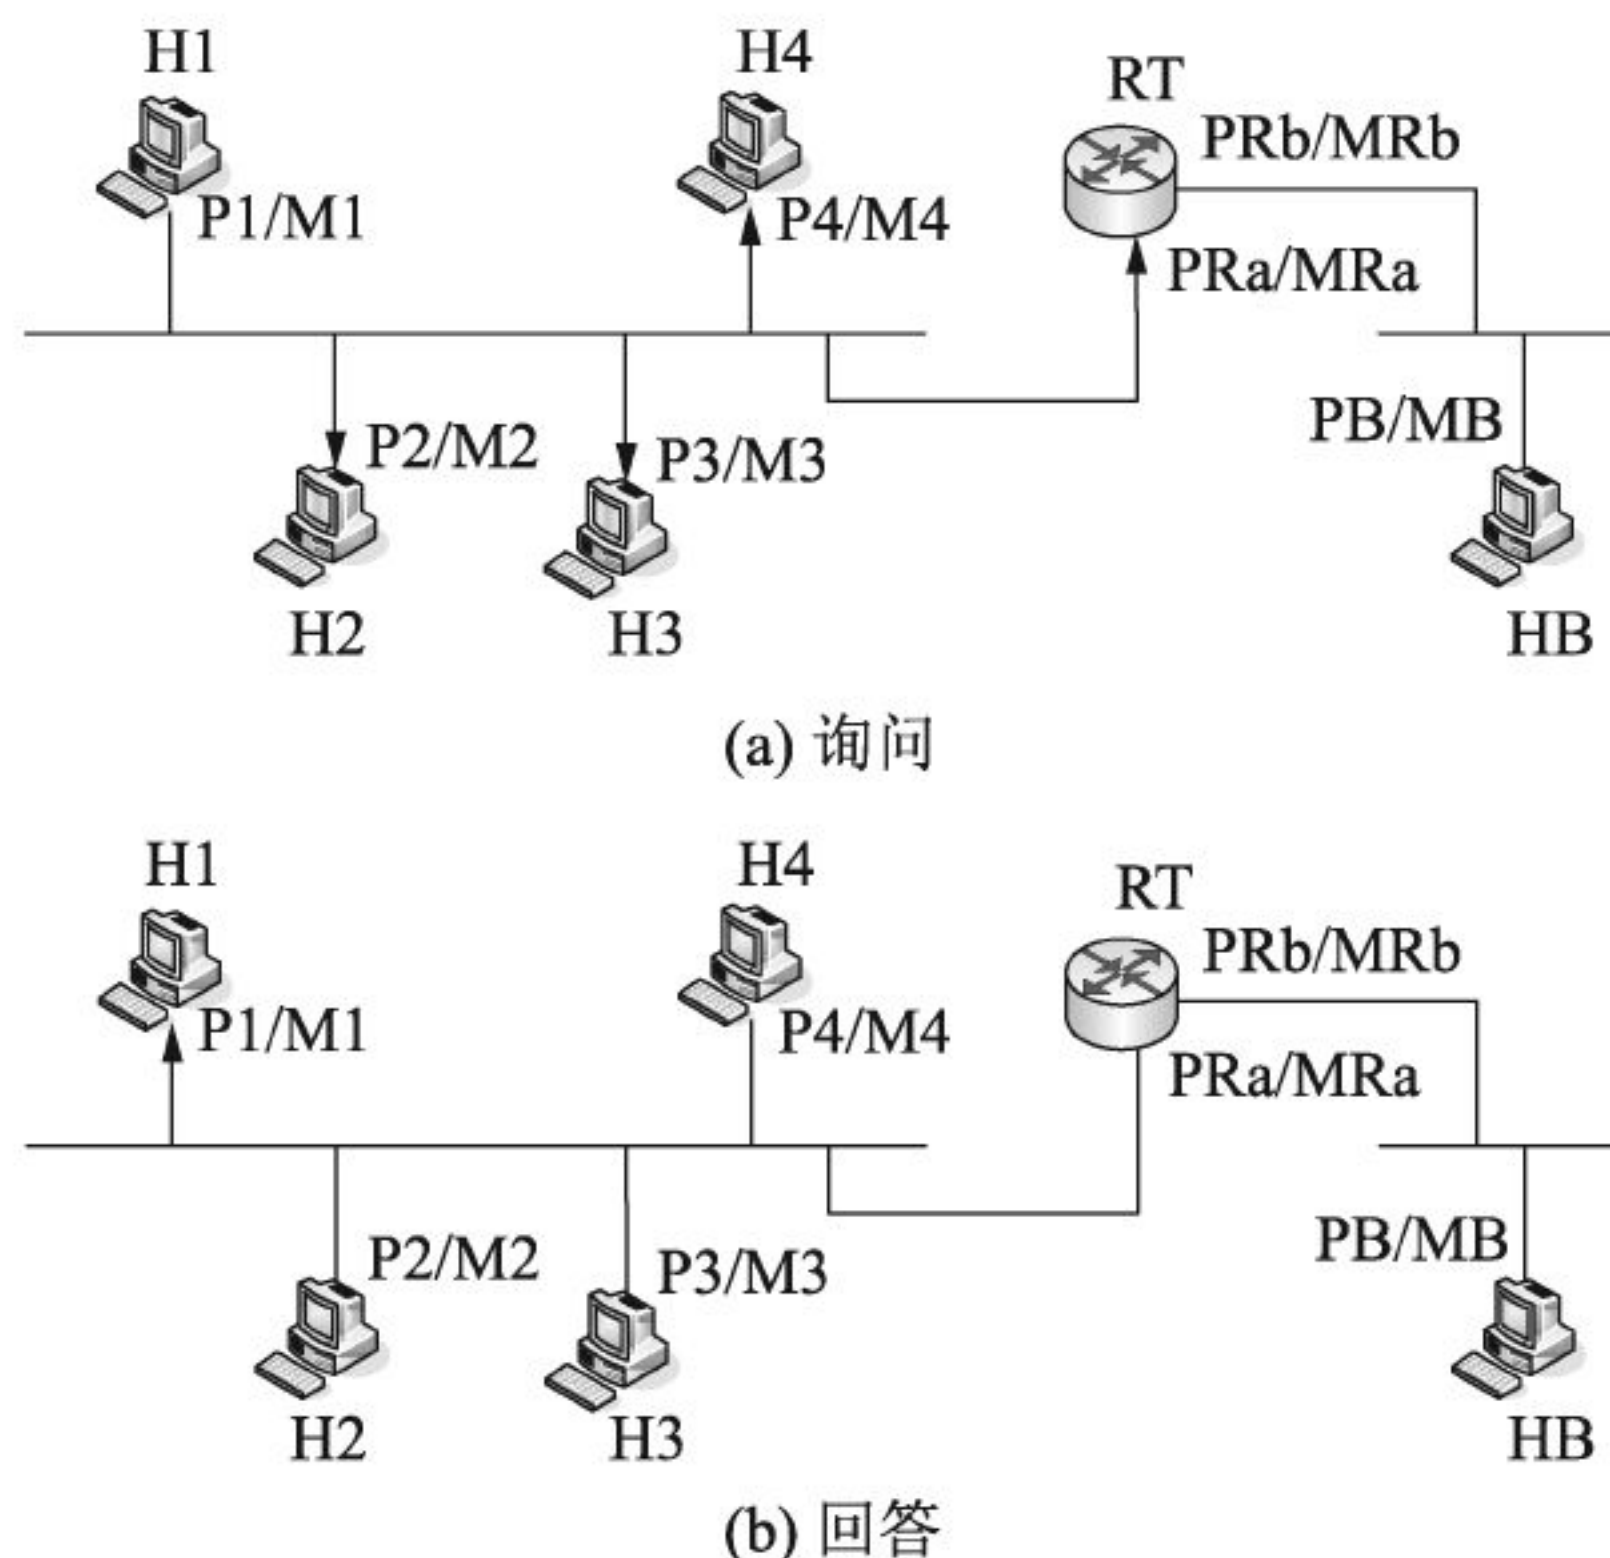 H1
H4
RT
PRb/MRb
P1/M1
P4/M4
PRa/MRa
P2/M2
P3/M3
PB/MB
H2
H3
HB
(a) 询问
H1
H4
RT
PRb/MRb
P1/M1
P4/M4
PRa/MRa
P2/M2
P3/M3
PB/MB
H2
H3
HB
(b) 回答